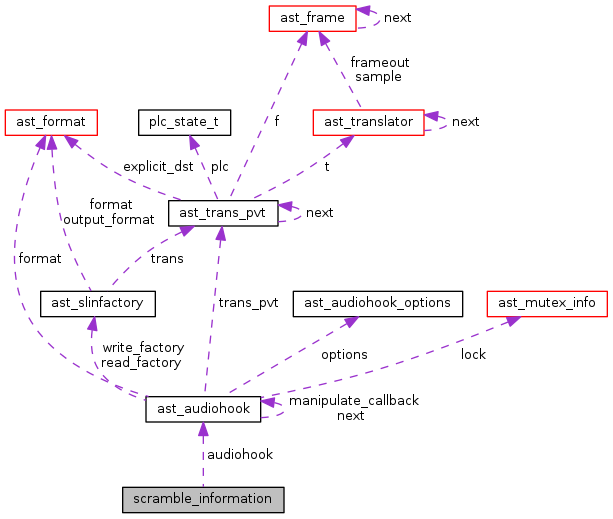 ast_frame
next
frameout
sample
ast_format
plc_state_t
f
ast_translator
next
explicit_dst
plc
t
format
output_format
ast_trans_pvt
next
format
trans
ast_slinfactory
trans_pvt
ast_audiohook_options
ast_mutex_info
write_factory
read_factory
options
lock
ast_audiohook
manipulate_callback
next
audiohook
scramble_information